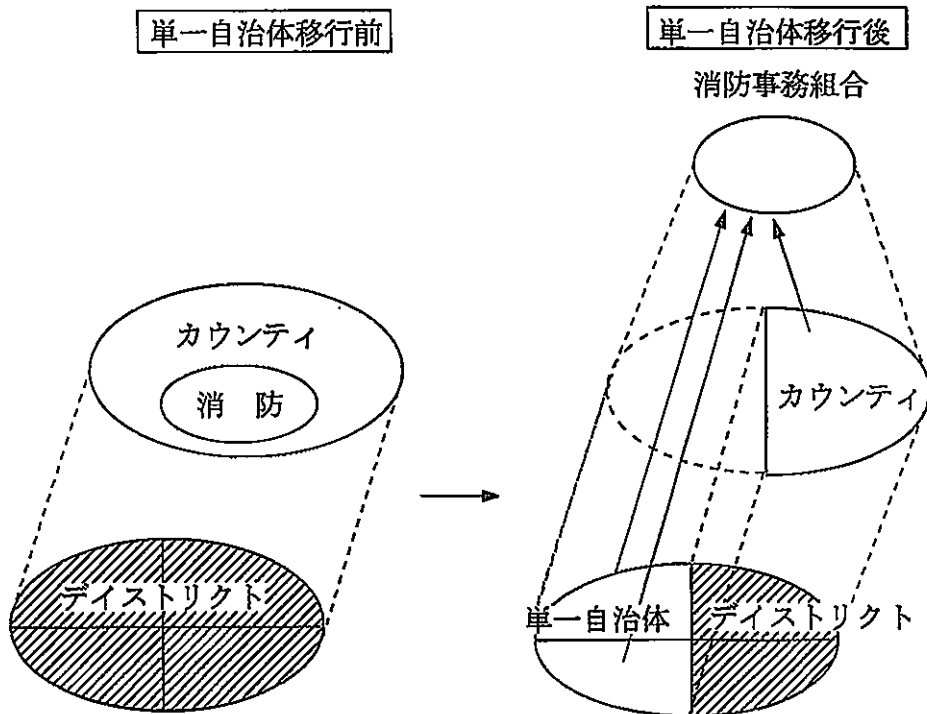 単一自治体移行前
カウンティ
消 防
デイストリクト
単一自治体移行後
消防事務組合
カウンティ
単一自治体
デイストリクト